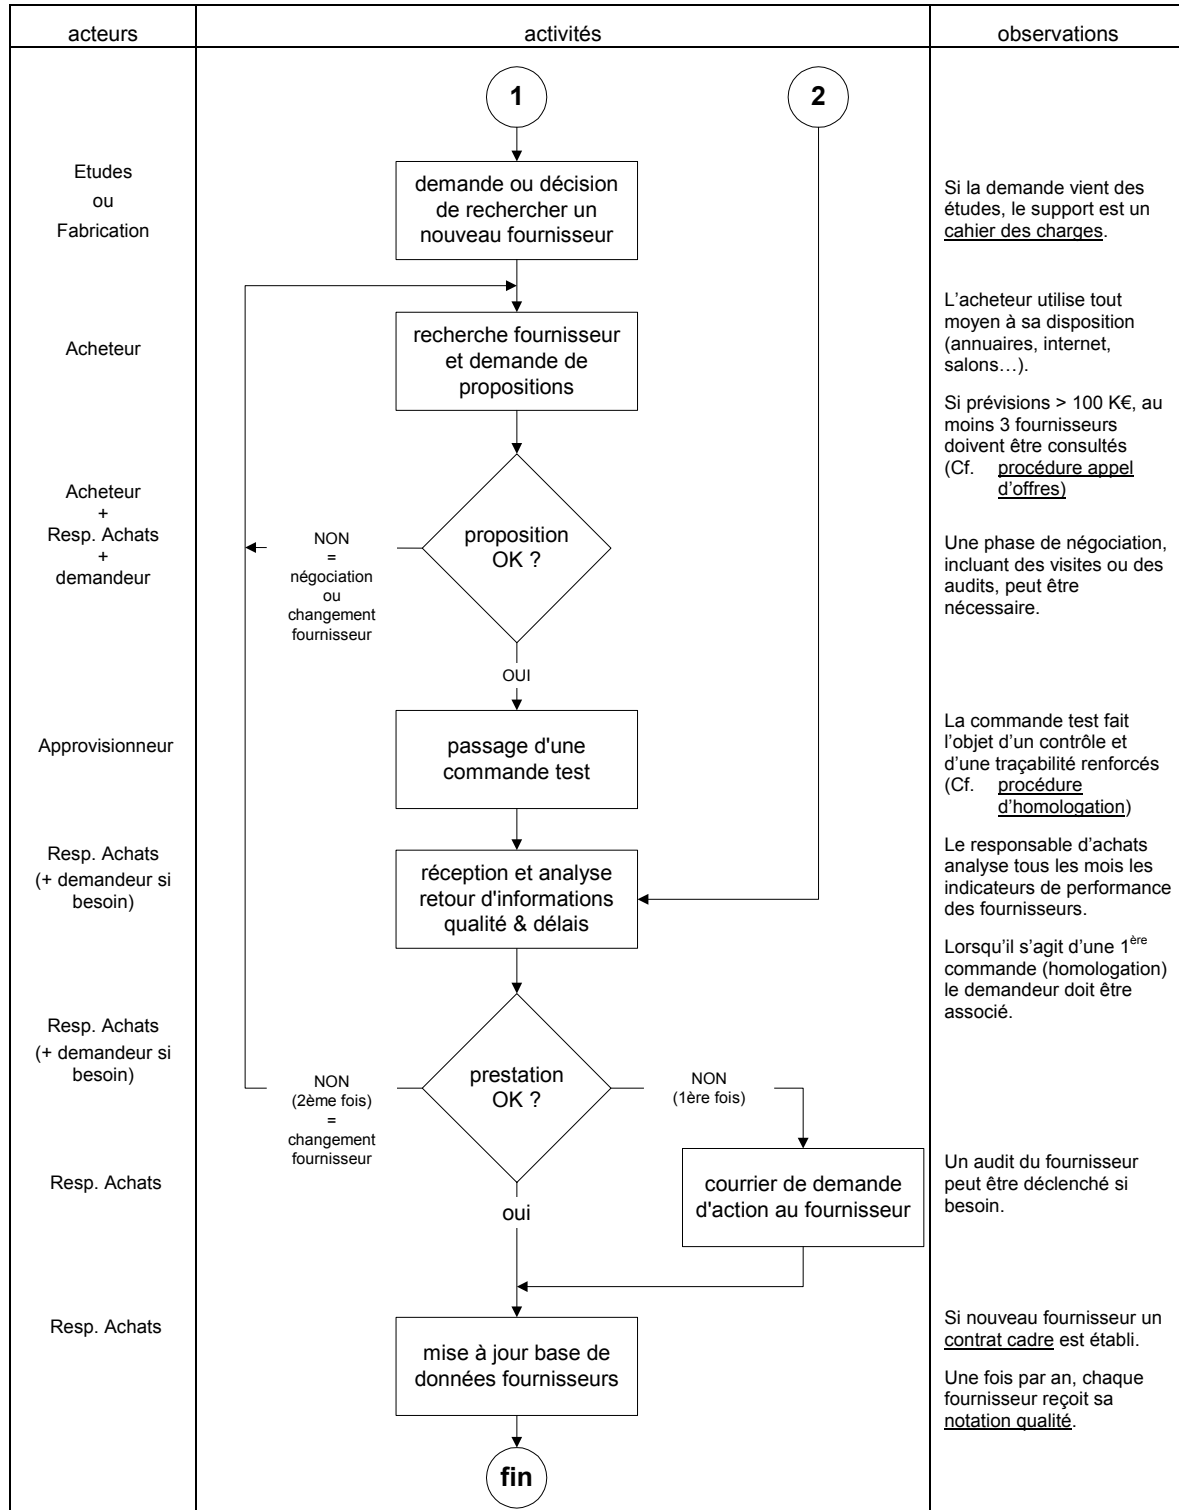 acteurs
activités
observations
1
2
Etudes
ou
Fabrication
demande ou décision
de rechercher un
nouveau fournisseur
Si la demande vient des
études, le support est un
cahier des charges.
Acheteur
recherche fournisseur
et demande de
propositions
L'acheteur utilise tout
moyen à sa disposition
(annuaires, internet,
salons…).
Si prévisions > 100 K€, au
moins 3 fournisseurs
doivent être consultés
(Cf. procédure appel
d'offres)
Acheteur
+
Resp. Achats
+
demandeur
NON
=
négociation
ou
changement
fournisseur
proposition
OK ?
Une phase de négociation,
incluant des visites ou des
audits, peut être
nécessaire.
OUI
Approvisionneur
passage d'une
commande test
La commande test fait
l'objet d'un contrôle et
d'une traçabilité renforcés
(Cf. procédure
d'homologation)
Resp. Achats
(+ demandeur si
besoin)
réception et analyse
retour d'informations
qualité & délais
Le responsable d'achats
analyse tous les mois les
indicateurs de performance
des fournisseurs.
Lorsqu'il s'agit d'une 1ère
commande (homologation)
le demandeur doit être
associé.
Resp. Achats
(+ demandeur si
besoin)
NON
(2ème fois)
=
changement
fournisseur
prestation
OK ?
NON
(1ère fois)
Resp. Achats
oui
courrier de demande
d'action au fournisseur
Un audit du fournisseur
peut être déclenché si
besoin.
Resp. Achats
mise à jour base de
données fournisseurs
Si nouveau fournisseur un
contrat cadre est établi.
Une fois par an, chaque
fournisseur reçoit sa
notation qualité.
fin